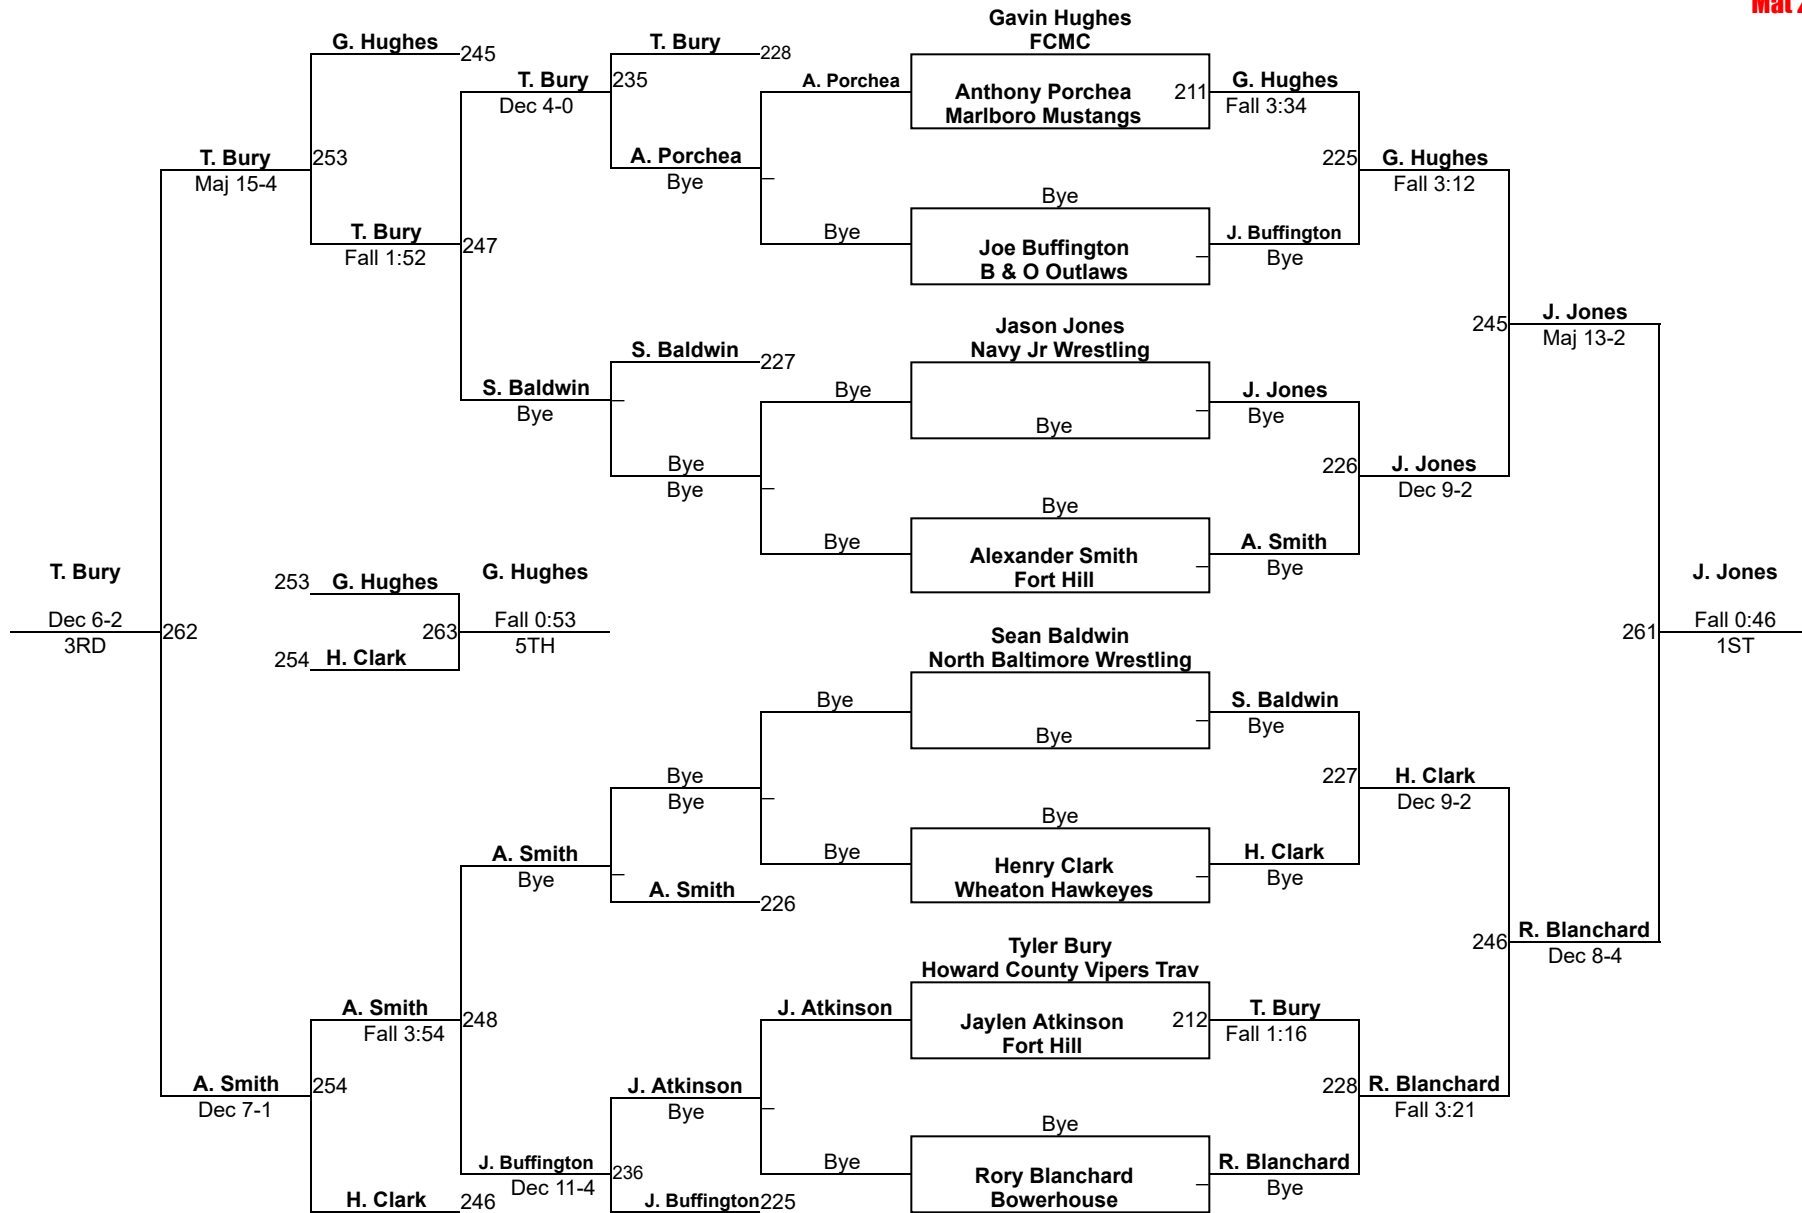 Mat 2
Gavin Hughes
FCMC
G. Hughes
245
T. Bury
228
T. Bury
235
Dec 4-0
A. Porchea
Anthony Porchea
Marlboro Mustangs
211
G. Hughes
Fall 3:34
T. Bury
253
Maj 15-4
A. Porchea
Bye
225
G. Hughes
Fall 3:12
Bye
T. Bury
247
Fall 1:52
Bye
Joe Buffington
B & O Outlaws
J. Buffington
Bye
Jason Jones
Navy Jr Wrestling
245
J. Jones
Maj 13-2
S. Baldwin
227
S. Baldwin
Bye
Bye
Bye
J. Jones
Bye
Bye
Bye
226
J. Jones
Dec 9-2
Bye
Bye
Alexander Smith
Fort Hill
A. Smith
Bye
T. Bury
Dec 6-2
3RD
262
253
G. Hughes
G. Hughes
263
Fall 0:53
5TH
254
H. Clark
J. Jones
261
Fall 0:46
1ST
Sean Baldwin
North Baltimore Wrestling
Bye
Bye
S. Baldwin
Bye
Bye
Bye
227
H. Clark
Dec 9-2
Bye
A. Smith
Bye
Bye
Henry Clark
Wheaton Hawkeyes
H. Clark
Bye
A. Smith
226
Tyler Bury
Howard County Vipers Trav
246
R. Blanchard
Dec 8-4
A. Smith
248
Fall 3:54
J. Atkinson
Jaylen Atkinson
Fort Hill
212
T. Bury
Fall 1:16
A. Smith
254
Dec 7-1
J. Atkinson
Bye
228
R. Blanchard
Fall 3:21
Bye
J. Buffington
236
Dec 11-4
Bye
Rory Blanchard
Bowerhouse
R. Blanchard
Bye
H. Clark
246
J. Buffington
225